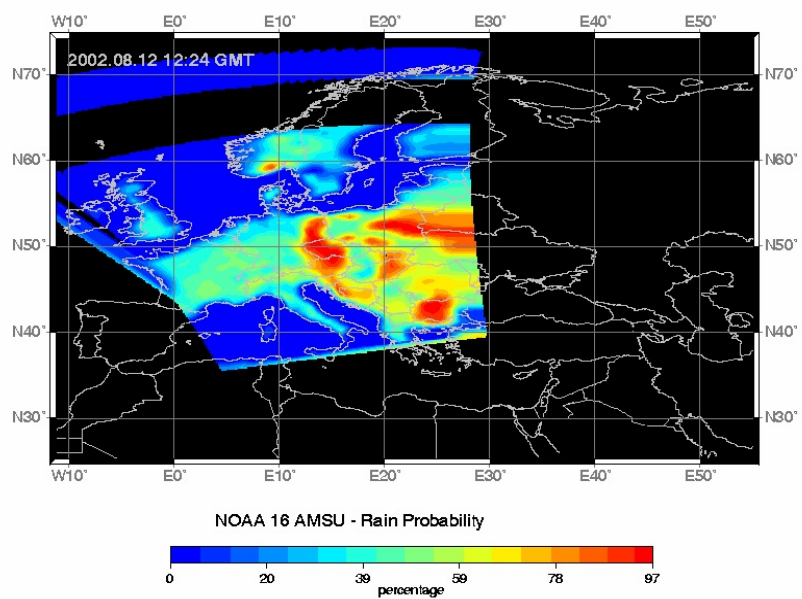 W10° E0° E10° E20° E30° E40° E50°
2002.08.12 12:24 GMT
N70° N70°
N60° N60°
N50° N50°
N40° N40°
N30° N30°
W10° E0° E10° E20° E30° E40° E50°
NOAA 16 AMSU - Rain Probability
0 20 39 59 78 97
percentage